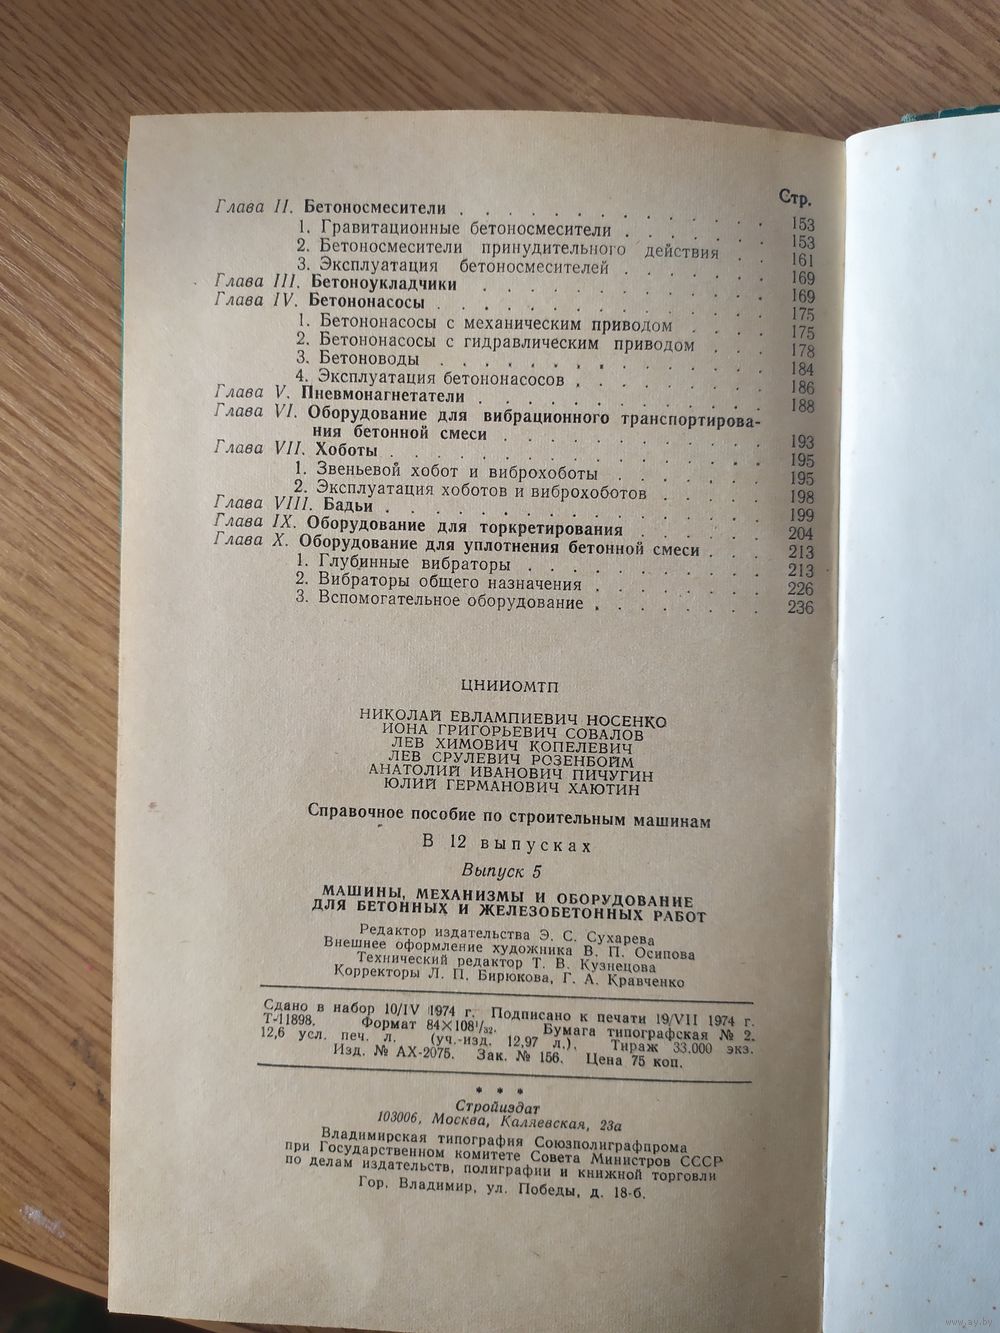 Стр.
Глава II. Бетоносмесители . . . . . . . . . . . . . 153
1. Гравитационные бетоносмесители . . . . . . . 153
2. Бетоносмесители принудительного действия . . 161
3. Эксплуатация бетоносмесителей . . . . . . . 169
Глава III. Бетоноукладчики . . . . . . . . . . . . 169
Глава IV. Бетононасосы . . . . . . . . . . . . . . 175
1. Бетононасосы с механическим приводом . . . . 175
2. Бетононасосы с гидравлическим приводом . . . 178
3. Бетоноводы . . . . . . . . . . . . . . . 184
4. Эксплуатация бетононасосов . . . . . . . . . 186
Глава V. Пневмонагнетатели . . . . . . . . . . . . 188
Глава VI. Оборудование для вибрационного транспортирова-
ния бетонной смеси . . . . . . . . . . . . 193
Глава VII. Хоботы . . . . . . . . . . . . . . . . 195
1. Звеньевой хобот и виброхоботы . . . . . . . 195
2. Эксплуатация хоботов и виброхоботов . . . . . 198
Глава VIII. Бадьи . . . . . . . . . . . . . . . . 199
Глава IX. Оборудование для торкретирования . . . . . . 204
Глава X. Оборудование для уплотнения бетонной смеси . . . 213
1. Глубинные вибраторы . . . . . . . . . . . 213
2. Вибраторы общего назначения . . . . . . . . 226
3. Вспомогательное оборудование . . . . . . . . 236
ЦНИИОМТП
НИКОЛАЙ ЕВЛАМПИЕВИЧ НОСЕНКО
ИОНА ГРИГОРЬЕВИЧ СОВАЛОВ
ЛЕВ ХИМОВИЧ КОПЕЛЕВИЧ
ЛЕВ СРУЛЕВИЧ РОЗЕНБОЙМ
АНАТОЛИЙ ИВАНОВИЧ ПИЧУГИН
ЮЛИЙ ГЕРМАНОВИЧ ХАЮТИН
Справочное пособие по строительным машинам
В 12 выпусках
Выпуск 5
МАШИНЫ, МЕХАНИЗМЫ И ОБОРУДОВАНИЕ
ДЛЯ БЕТОННЫХ И ЖЕЛЕЗОБЕТОННЫХ РАБОТ
Редактор издательства Э. С. Сухарева
Внешнее оформление художника В. П. Осипова
Технический редактор Т. В. Кузнецова
Корректоры Л. П. Бирюкова, Г. А. Кравченко
Сдано в набор 10/IV 1974 г. Подписано к печати 19/VII 1974 г.
Т-11898. Формат 84×108¹/₃₂. Бумага типографская № 2.
12,6 усл. печ. л. (уч.-изд. 12,97 л.). Тираж 33.000 экз.
Изд. № АХ-2075. Зак. № 156. Цена 75 коп.
* * *
Стройиздат
103006, Москва, Каляевская, 23а
Владимирская типография Союзполиграфпрома
при Государственном комитете Совета Министров СССР
по делам издательств, полиграфии и книжной торговли
Гор. Владимир, ул. Победы, д. 18-б.
www.ay.by